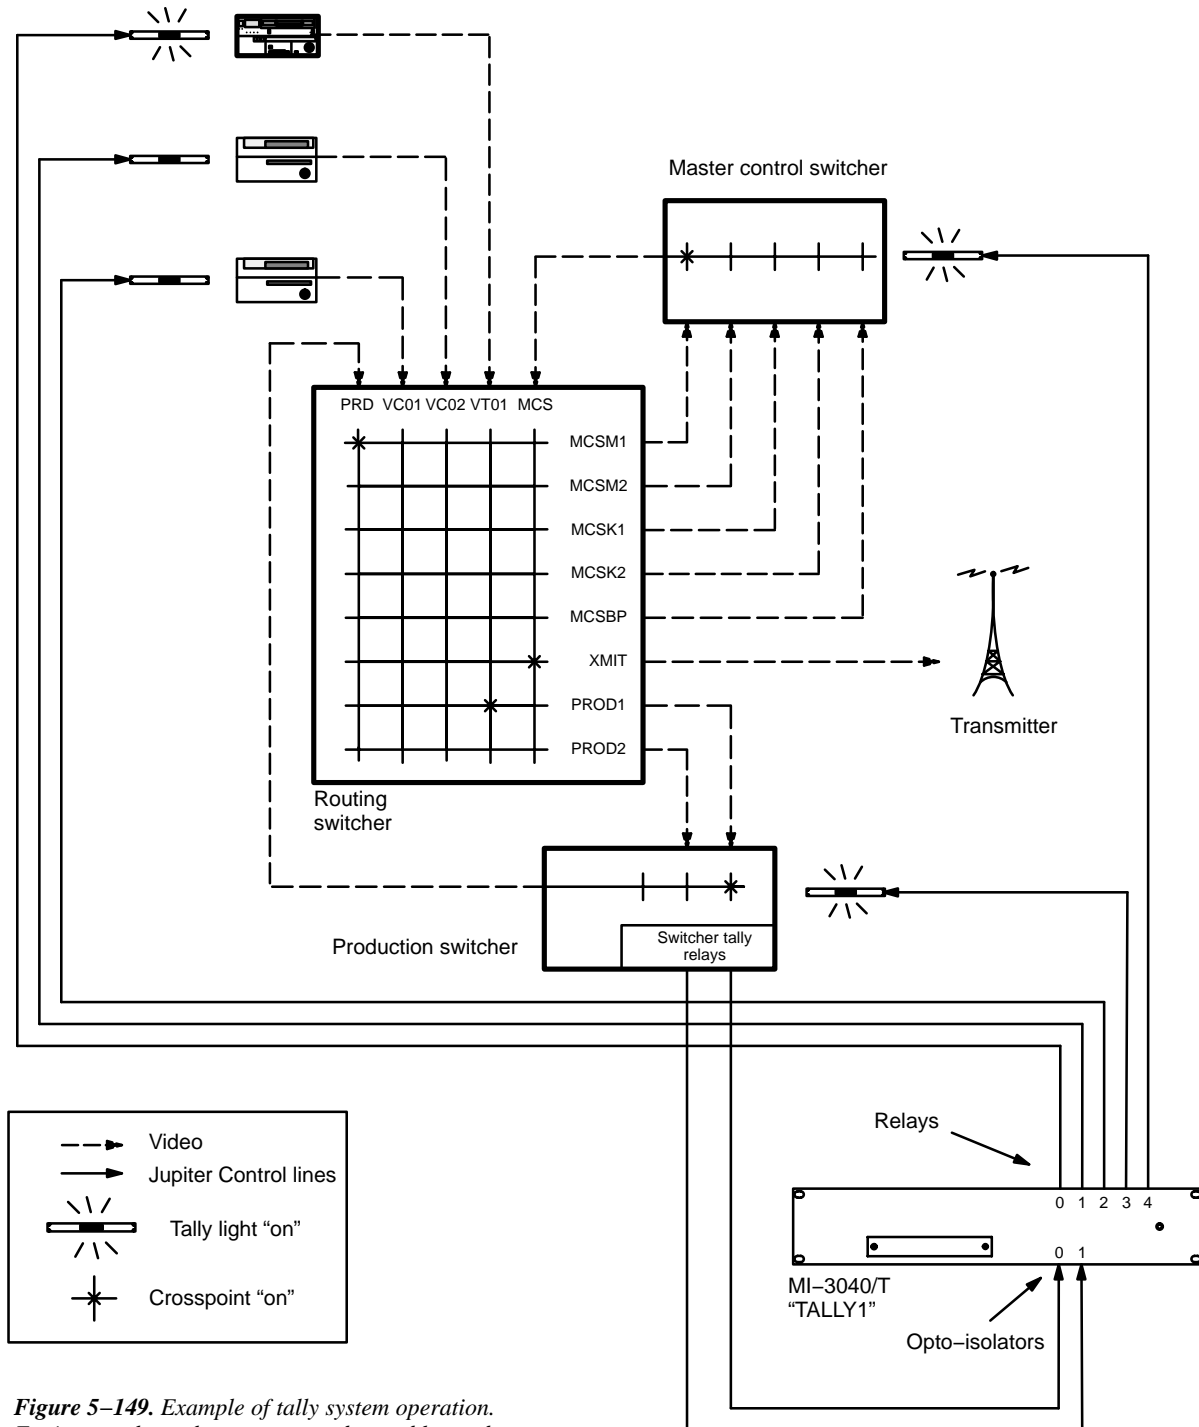 Master control switcher
PRD VC01 VC02 VT01 MCS
MCSM1
MCSM2
MCSK1
MCSK2
MCSBP
XMIT
PROD1
PROD2
Transmitter
Routing
switcher
Production switcher
Switcher tally
relays
Video
Jupiter Control lines
Tally light “on”
Crosspoint “on”
Relays
0 1 2 3 4
0 1
MI−3040/T
“TALLY1”
Opto−isolators
Figure 5−149. Example of tally system operation.